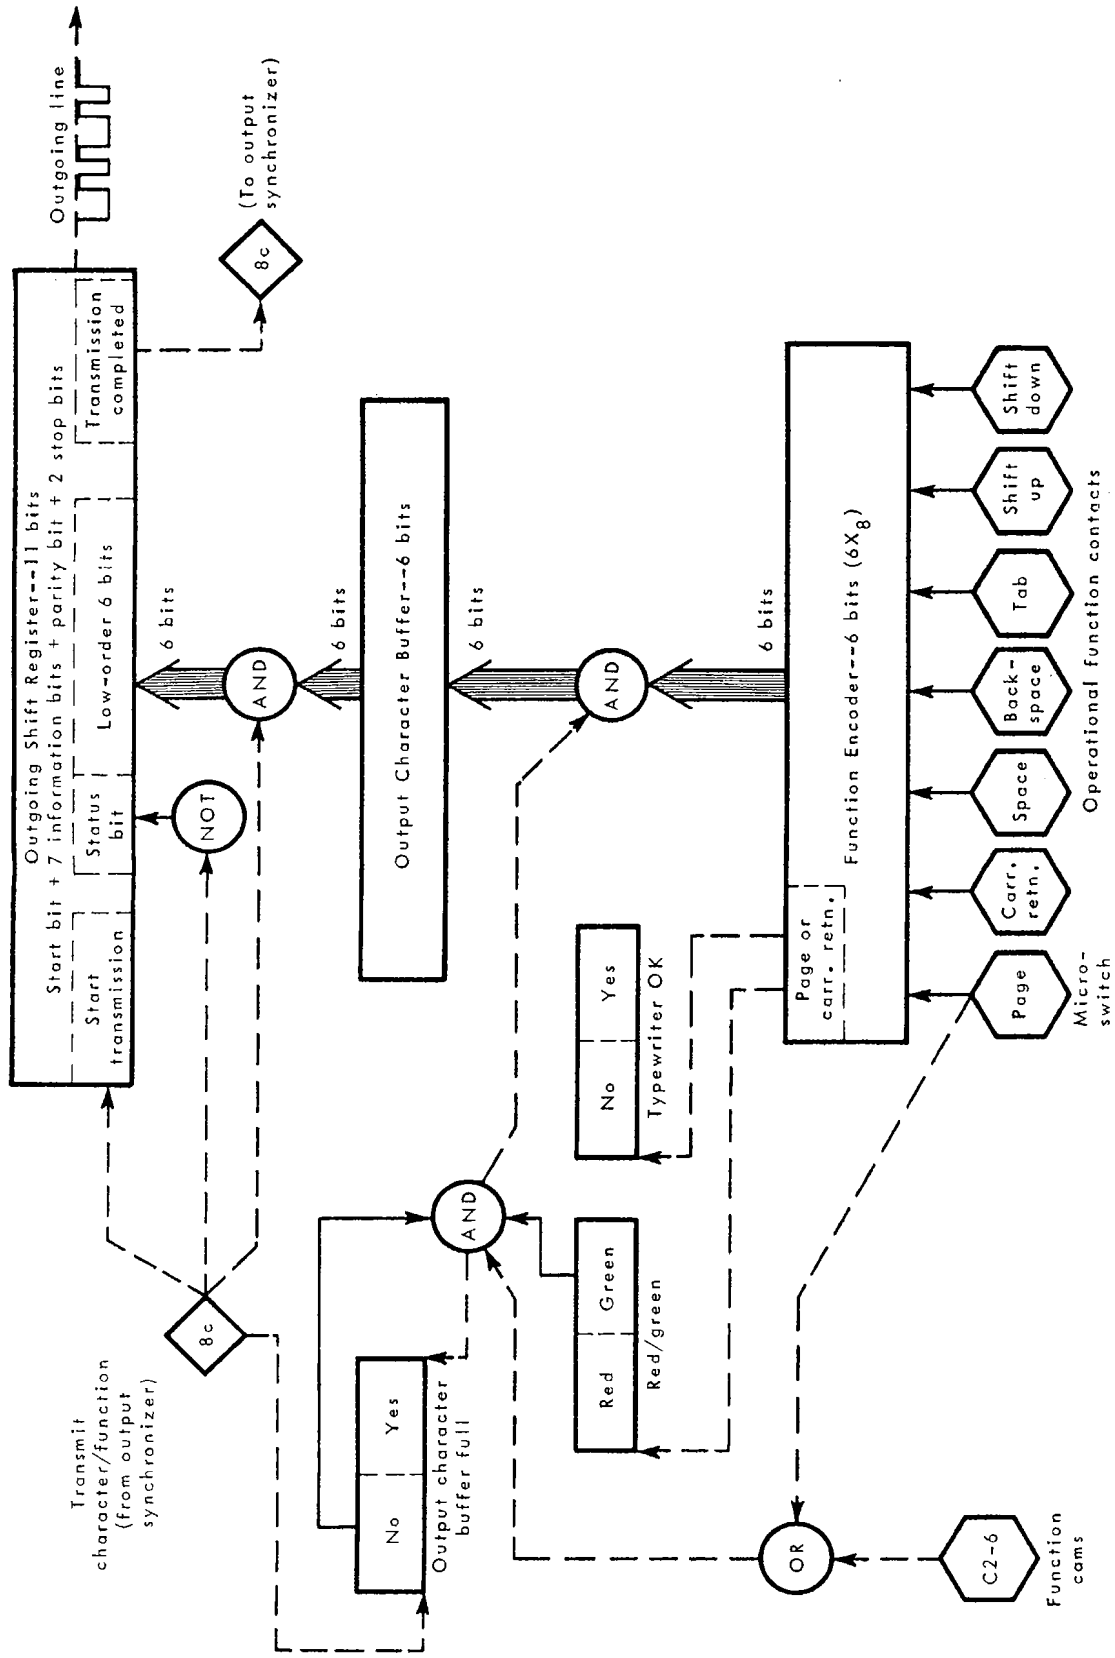 Outgoing line
Outgoing Shift Register--11 bits
Start bit + 7 information bits + parity bit + 2 stop bits
Start
transmission
Status
bit
Low-order 6 bits
Transmission
completed
Transmit
character/function
(from output
synchronizer)
8c
NOT
AND
6 bits
8c
(To output
synchronizer)
No
Yes
Output character
buffer full
AND
6 bits
Output Character Buffer--6 bits
6 bits
Red
Green
Red/green
No
Yes
Typewriter OK
AND
6 bits
Page or
carr. retn.
Function Encoder--6 bits (6X8)
OR
C2-6
Function
cams
Page
Carr.
retn.
Space
Back-
space
Tab
Shift
up
Shift
down
Micro-
switch
Operational function contacts